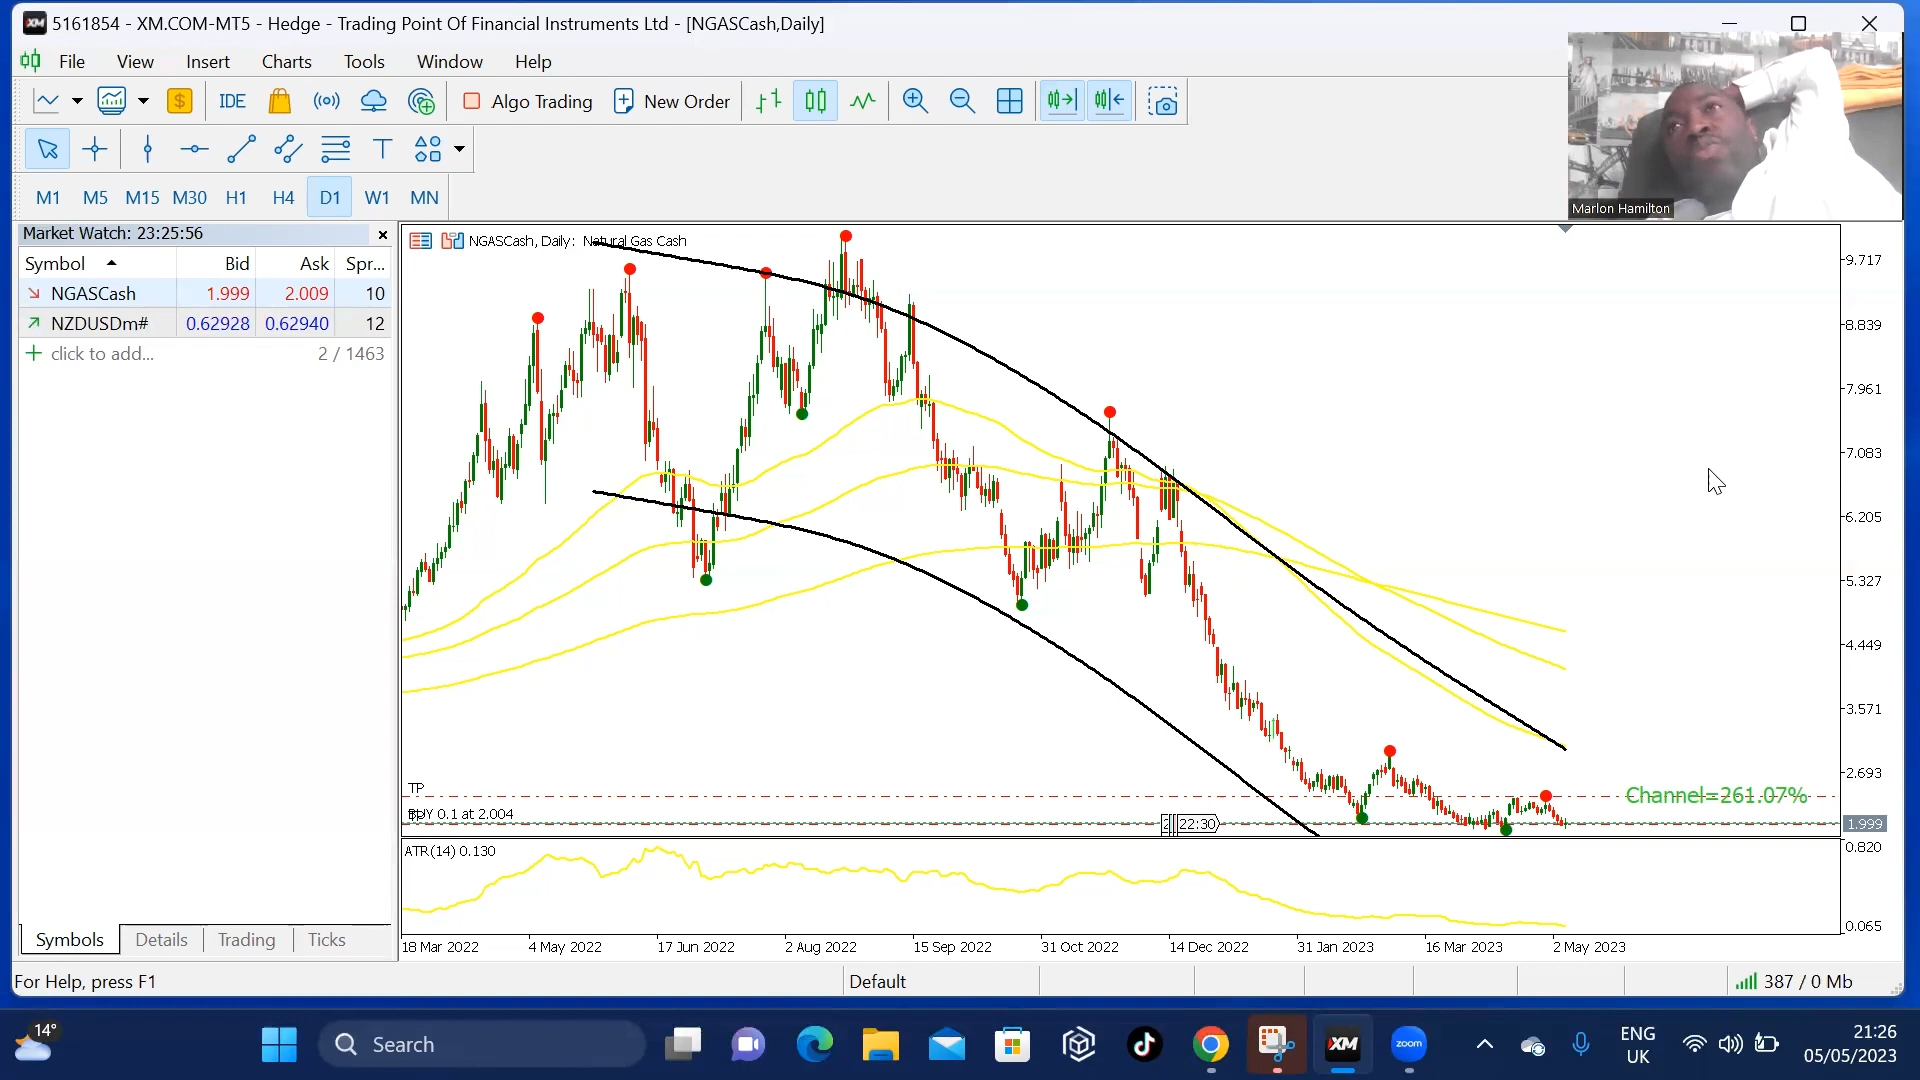 XM 5161854 - XM.COM-MT5 - Hedge - Trading Point Of Financial Instruments Ltd - [NGASCash,Daily]
File View Insert Charts Tools Window Help
IDE Algo Trading New Order
M1 M5 M15 M30 H1 H4 D1 W1 MN
Marlon Hamilton
Market Watch: 23:25:56
Symbol Bid Ask Spr...
NGASCash 1.999 2.009 10
NZDUSDm# 0.62928 0.62940 12
click to add... 2 / 1463
Symbols Details Trading Ticks
NGASCash, Daily: Natural Gas Cash
9.717
8.839
7.961
7.083
6.205
5.327
4.449
3.571
2.693
TP
Channel=261.07%
BUY 0.1 at 2.004
22:30
1.999
0.820
ATR(14) 0.130
0.065
18 Mar 2022 4 May 2022 17 Jun 2022 2 Aug 2022 15 Sep 2022 31 Oct 2022 14 Dec 2022 31 Jan 2023 16 Mar 2023 2 May 2023
For Help, press F1 Default 387 / 0 Mb
14°
Search
XM
zoom
ENG
UK
21:26
05/05/2023